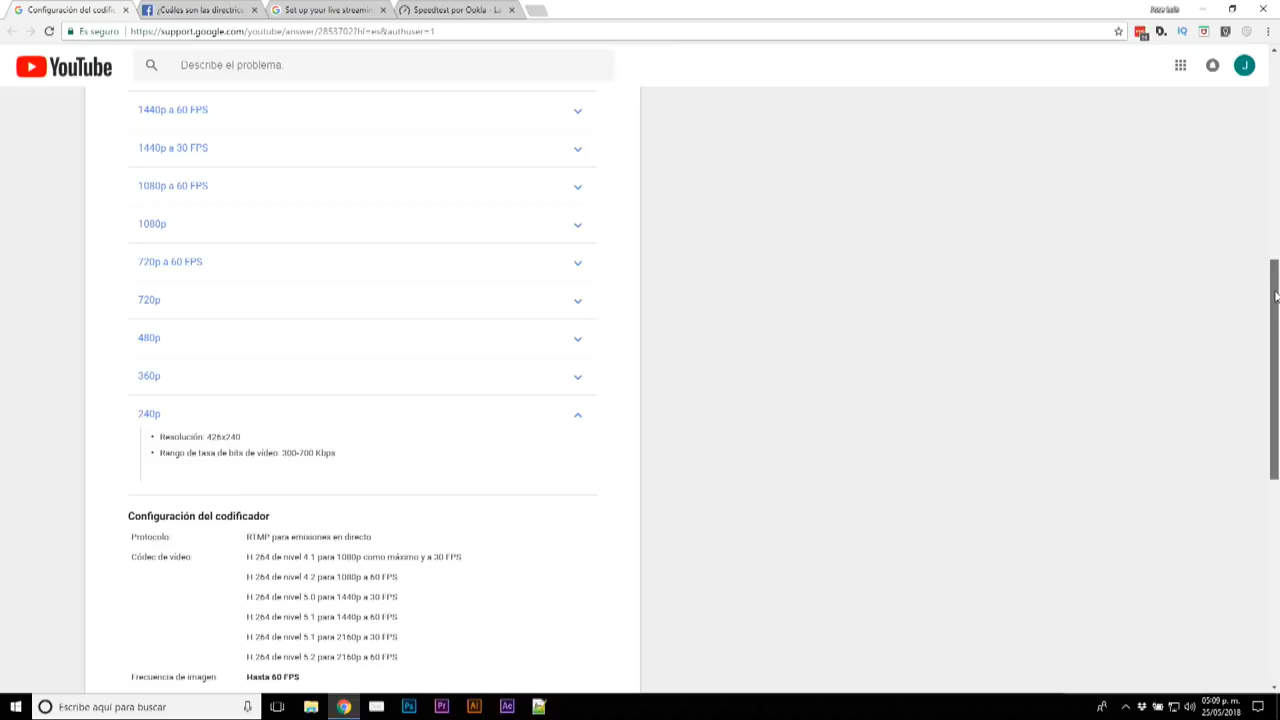 Configuración del codific
¿Cuáles son las directric
Set up your live streamin
Speedtest por Ookla - La
Es seguro
https://support.google.com/youtube/answer/2853702?hl=es&authuser=1
YouTube
Describe el problema.
J
1440p a 60 FPS
1440p a 30 FPS
1080p a 60 FPS
1080p
720p a 60 FPS
720p
480p
360p
240p
Resolución: 426x240
Rango de tasa de bits de vídeo: 300-700 Kbps
Configuración del codificador
Protocolo: RTMP para emisiones en directo
Códec de vídeo: H.264 de nivel 4.1 para 1080p como máximo y a 30 FPS
H.264 de nivel 4.2 para 1080p a 60 FPS
H.264 de nivel 5.0 para 1440p a 30 FPS
H.264 de nivel 5.1 para 1440p a 60 FPS
H.264 de nivel 5.1 para 2160p a 30 FPS
H.264 de nivel 5.2 para 2160p a 60 FPS
Frecuencia de imagen: Hasta 60 FPS
Escribe aquí para buscar
Ps
Pr
Ai
Ae
05:09 p. m.
25/05/2018